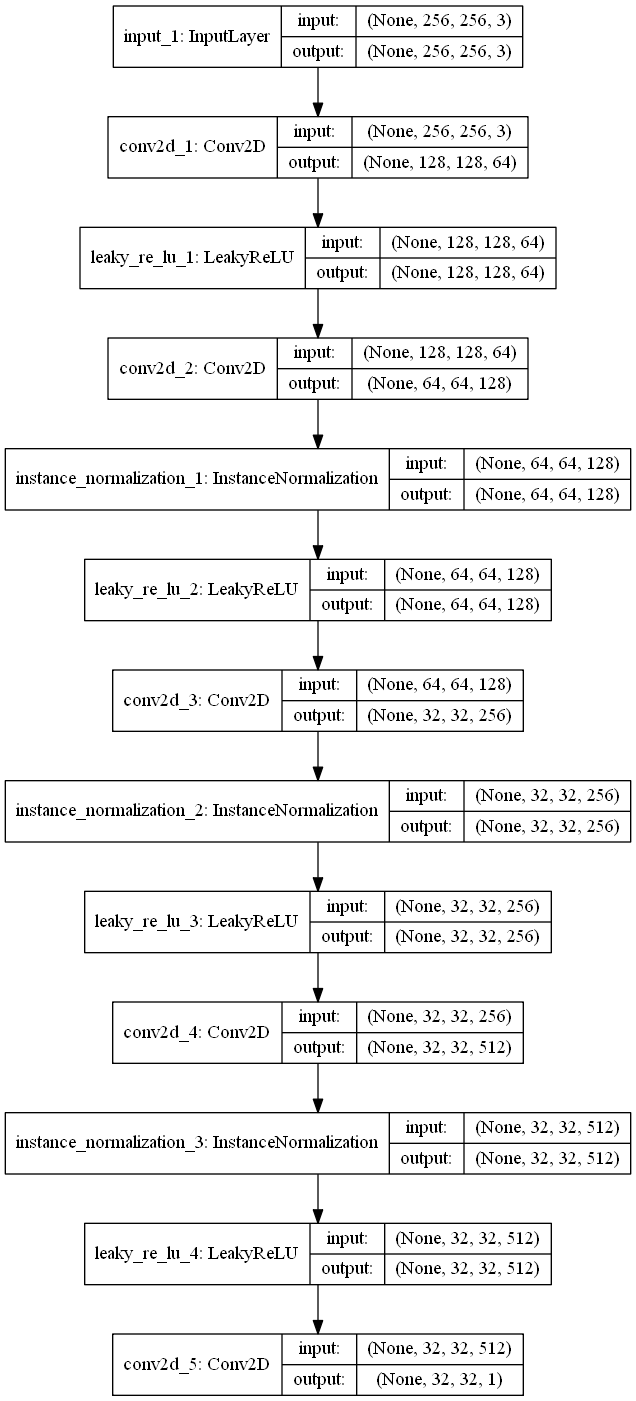 input_1: InputLayer input: (None, 256, 256, 3)
output: (None, 256, 256, 3)
conv2d_1: Conv2D input: (None, 256, 256, 3)
output: (None, 128, 128, 64)
leaky_re_lu_1: LeakyReLU input: (None, 128, 128, 64)
output: (None, 128, 128, 64)
conv2d_2: Conv2D input: (None, 128, 128, 64)
output: (None, 64, 64, 128)
instance_normalization_1: InstanceNormalization input: (None, 64, 64, 128)
output: (None, 64, 64, 128)
leaky_re_lu_2: LeakyReLU input: (None, 64, 64, 128)
output: (None, 64, 64, 128)
conv2d_3: Conv2D input: (None, 64, 64, 128)
output: (None, 32, 32, 256)
instance_normalization_2: InstanceNormalization input: (None, 32, 32, 256)
output: (None, 32, 32, 256)
leaky_re_lu_3: LeakyReLU input: (None, 32, 32, 256)
output: (None, 32, 32, 256)
conv2d_4: Conv2D input: (None, 32, 32, 256)
output: (None, 32, 32, 512)
instance_normalization_3: InstanceNormalization input: (None, 32, 32, 512)
output: (None, 32, 32, 512)
leaky_re_lu_4: LeakyReLU input: (None, 32, 32, 512)
output: (None, 32, 32, 512)
conv2d_5: Conv2D input: (None, 32, 32, 512)
output: (None, 32, 32, 1)